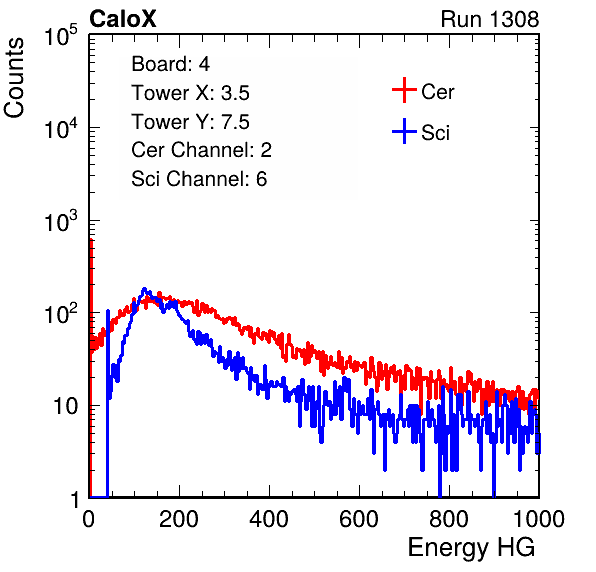 CaloX Run 1308
Counts
Board: 4
Tower X: 3.5
Tower Y: 7.5
Cer Channel: 2
Sci Channel: 6
Cer
Sci
10^5
10^4
10^3
10^2
10
1
0 200 400 600 800 1000
Energy HG